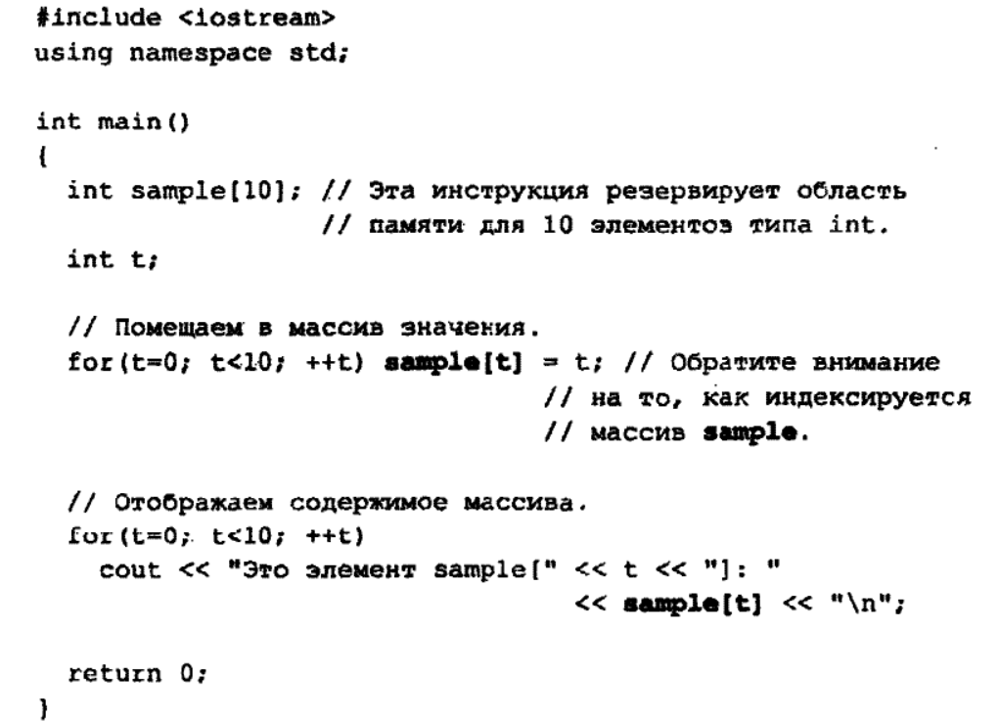 #include <iostream>
using namespace std;

int main()
{
  int sample[10]; // Эта инструкция резервирует область
                  // памяти для 10 элементов типа int.
  int t;

  // Помещаем в массив значения.
  for(t=0; t<10; ++t) sample[t] = t; // Обратите внимание
                                     // на то, как индексируется
                                     // массив sample.

  // Отображаем содержимое массива.
  for(t=0; t<10; ++t)
    cout << "Это элемент sample[" << t << "]: "
                                  << sample[t] << "\n";

  return 0;
}